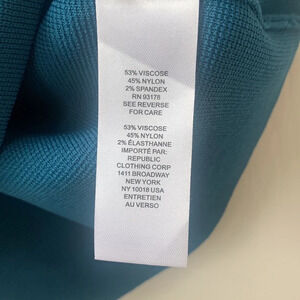 53% VISCOSE
45% NYLON
2% SPANDEX
RN 93178
SEE REVERSE
FOR CARE
53% VISCOSE
45% NYLON
2% ÉLASTHANNE
IMPORTÉ PAR:
REPUBLIC
CLOTHING CORP
1411 BROADWAY
NEW YORK
NY 10018 USA
ENTRETIEN
AU VERSO